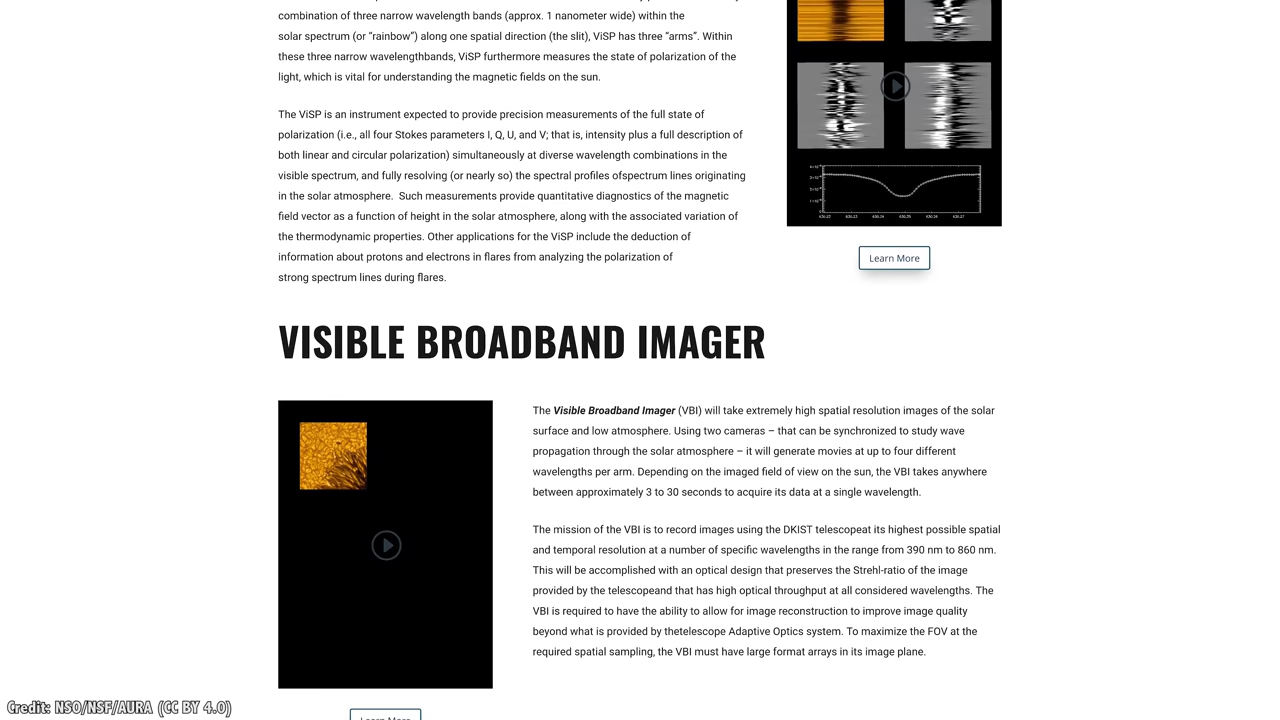 combination of three narrow wavelength bands (approx. 1 nanometer wide) within the
solar spectrum (or “rainbow”) along one spatial direction (the slit), ViSP has three “arms”. Within
these three narrow wavelengthbands, ViSP furthermore measures the state of polarization of the
light, which is vital for understanding the magnetic fields on the sun.
The ViSP is an instrument expected to provide precision measurements of the full state of
polarization (i.e., all four Stokes parameters I, Q, U, and V; that is, intensity plus a full description of
both linear and circular polarization) simultaneously at diverse wavelength combinations in the
visible spectrum, and fully resolving (or nearly so) the spectral profiles ofspectrum lines originating
in the solar atmosphere.  Such measurements provide quantitative diagnostics of the magnetic
field vector as a function of height in the solar atmosphere, along with the associated variation of
the thermodynamic properties. Other applications for the ViSP include the deduction of
information about protons and electrons in flares from analyzing the polarization of
strong spectrum lines during flares.
630.22 630.23 630.24 630.25 630.26 630.27
Learn More
VISIBLE BROADBAND IMAGER
The Visible Broadband Imager (VBI) will take extremely high spatial resolution images of the solar
surface and low atmosphere. Using two cameras – that can be synchronized to study wave
propagation through the solar atmosphere – it will generate movies at up to four different
wavelengths per arm. Depending on the imaged field of view on the sun, the VBI takes anywhere
between approximately 3 to 30 seconds to acquire its data at a single wavelength.
The mission of the VBI is to record images using the DKIST telescopeat its highest possible spatial
and temporal resolution at a number of specific wavelengths in the range from 390 nm to 860 nm.
This will be accomplished with an optical design that preserves the Strehl-ratio of the image
provided by the telescopeand that has high optical throughput at all considered wavelengths. The
VBI is required to have the ability to allow for image reconstruction to improve image quality
beyond what is provided by thetelescope Adaptive Optics system. To maximize the FOV at the
required spatial sampling, the VBI must have large format arrays in its image plane.
Learn More
Credit: NSO/NSF/AURA ((CC BY 4.0))